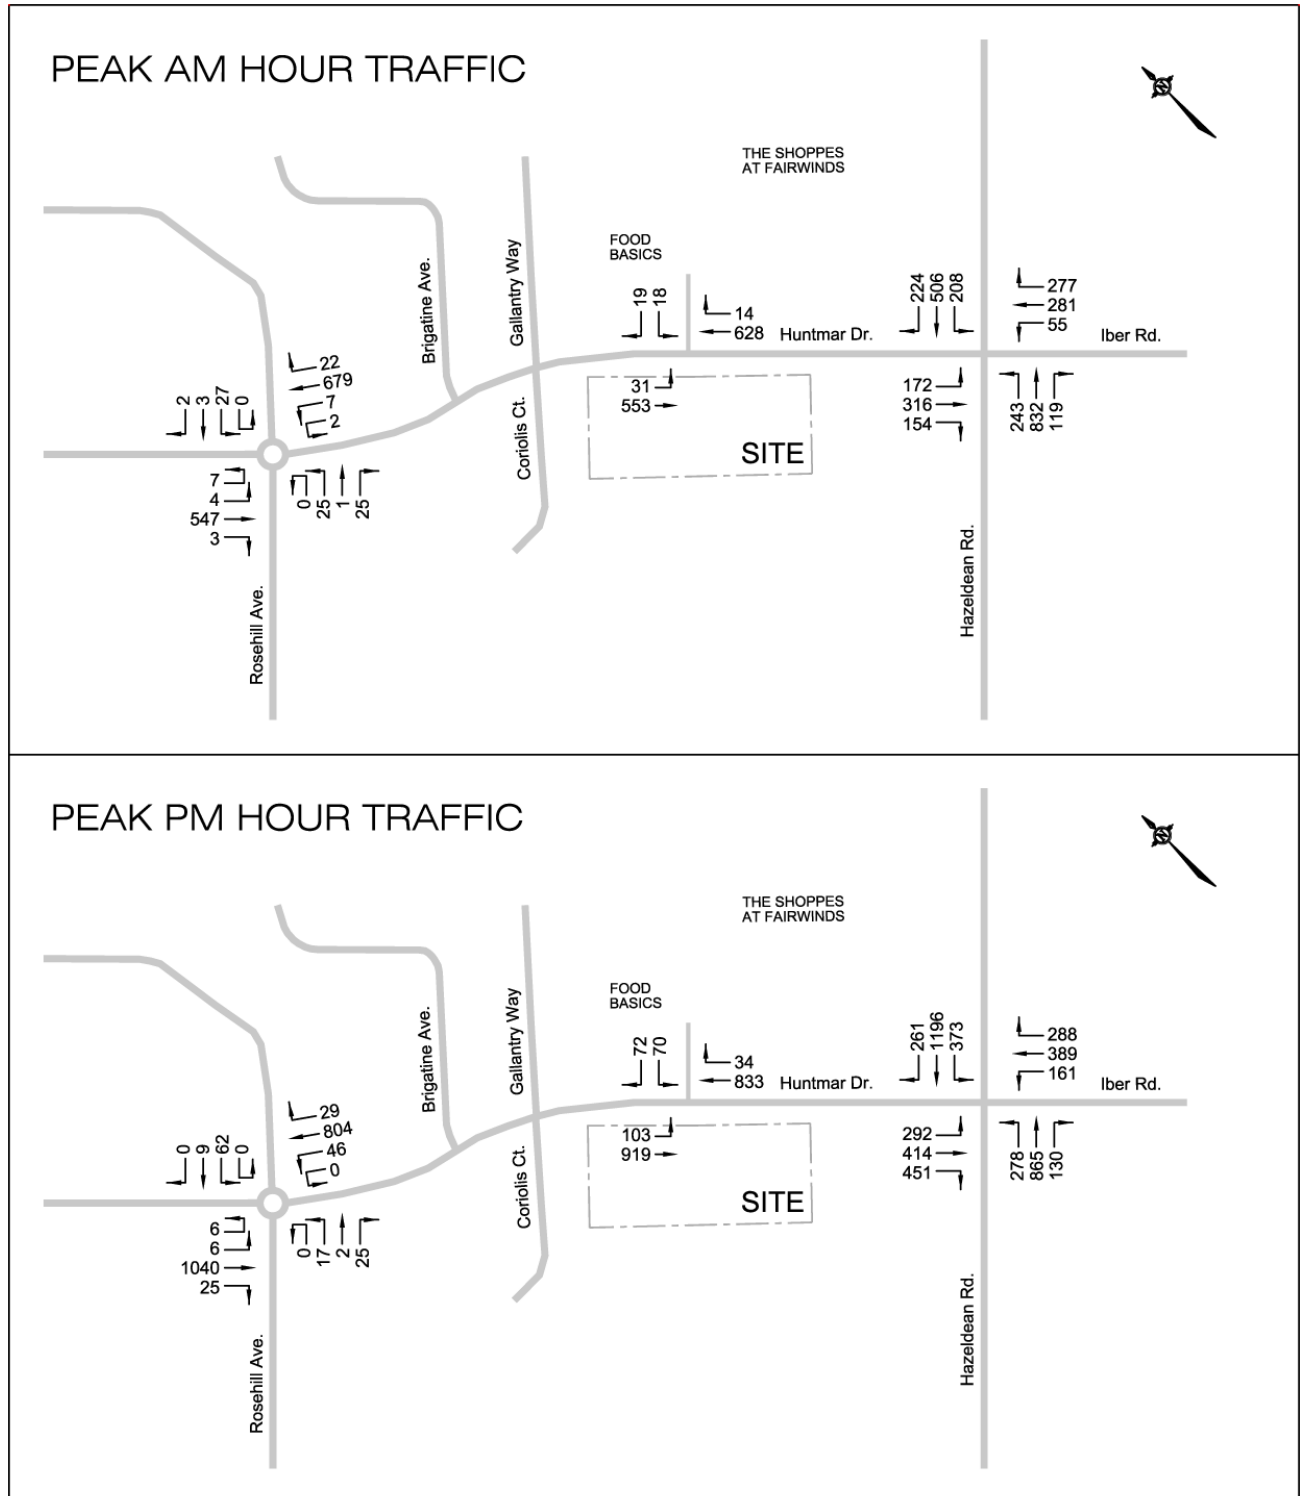 PEAK AM HOUR TRAFFIC
THE SHOPPES
AT FAIRWINDS
FOOD
BASICS
Brigatine Ave.
Gallantry Way
Coriolis Ct.
19
18
14
628
Huntmar Dr.
31
553
SITE
224
506
208
277
281
55
Iber Rd.
172
316
154
243
832
119
Hazeldean Rd.
2
3
27
0
22
679
7
2
7
4
547
3
0
25
1
25
Rosehill Ave.
PEAK PM HOUR TRAFFIC
THE SHOPPES
AT FAIRWINDS
FOOD
BASICS
Brigatine Ave.
Gallantry Way
Coriolis Ct.
72
70
34
833
Huntmar Dr.
103
919
SITE
261
1196
373
288
389
161
Iber Rd.
292
414
451
278
865
130
Hazeldean Rd.
0
9
62
0
29
804
46
0
6
6
1040
25
0
17
2
25
Rosehill Ave.